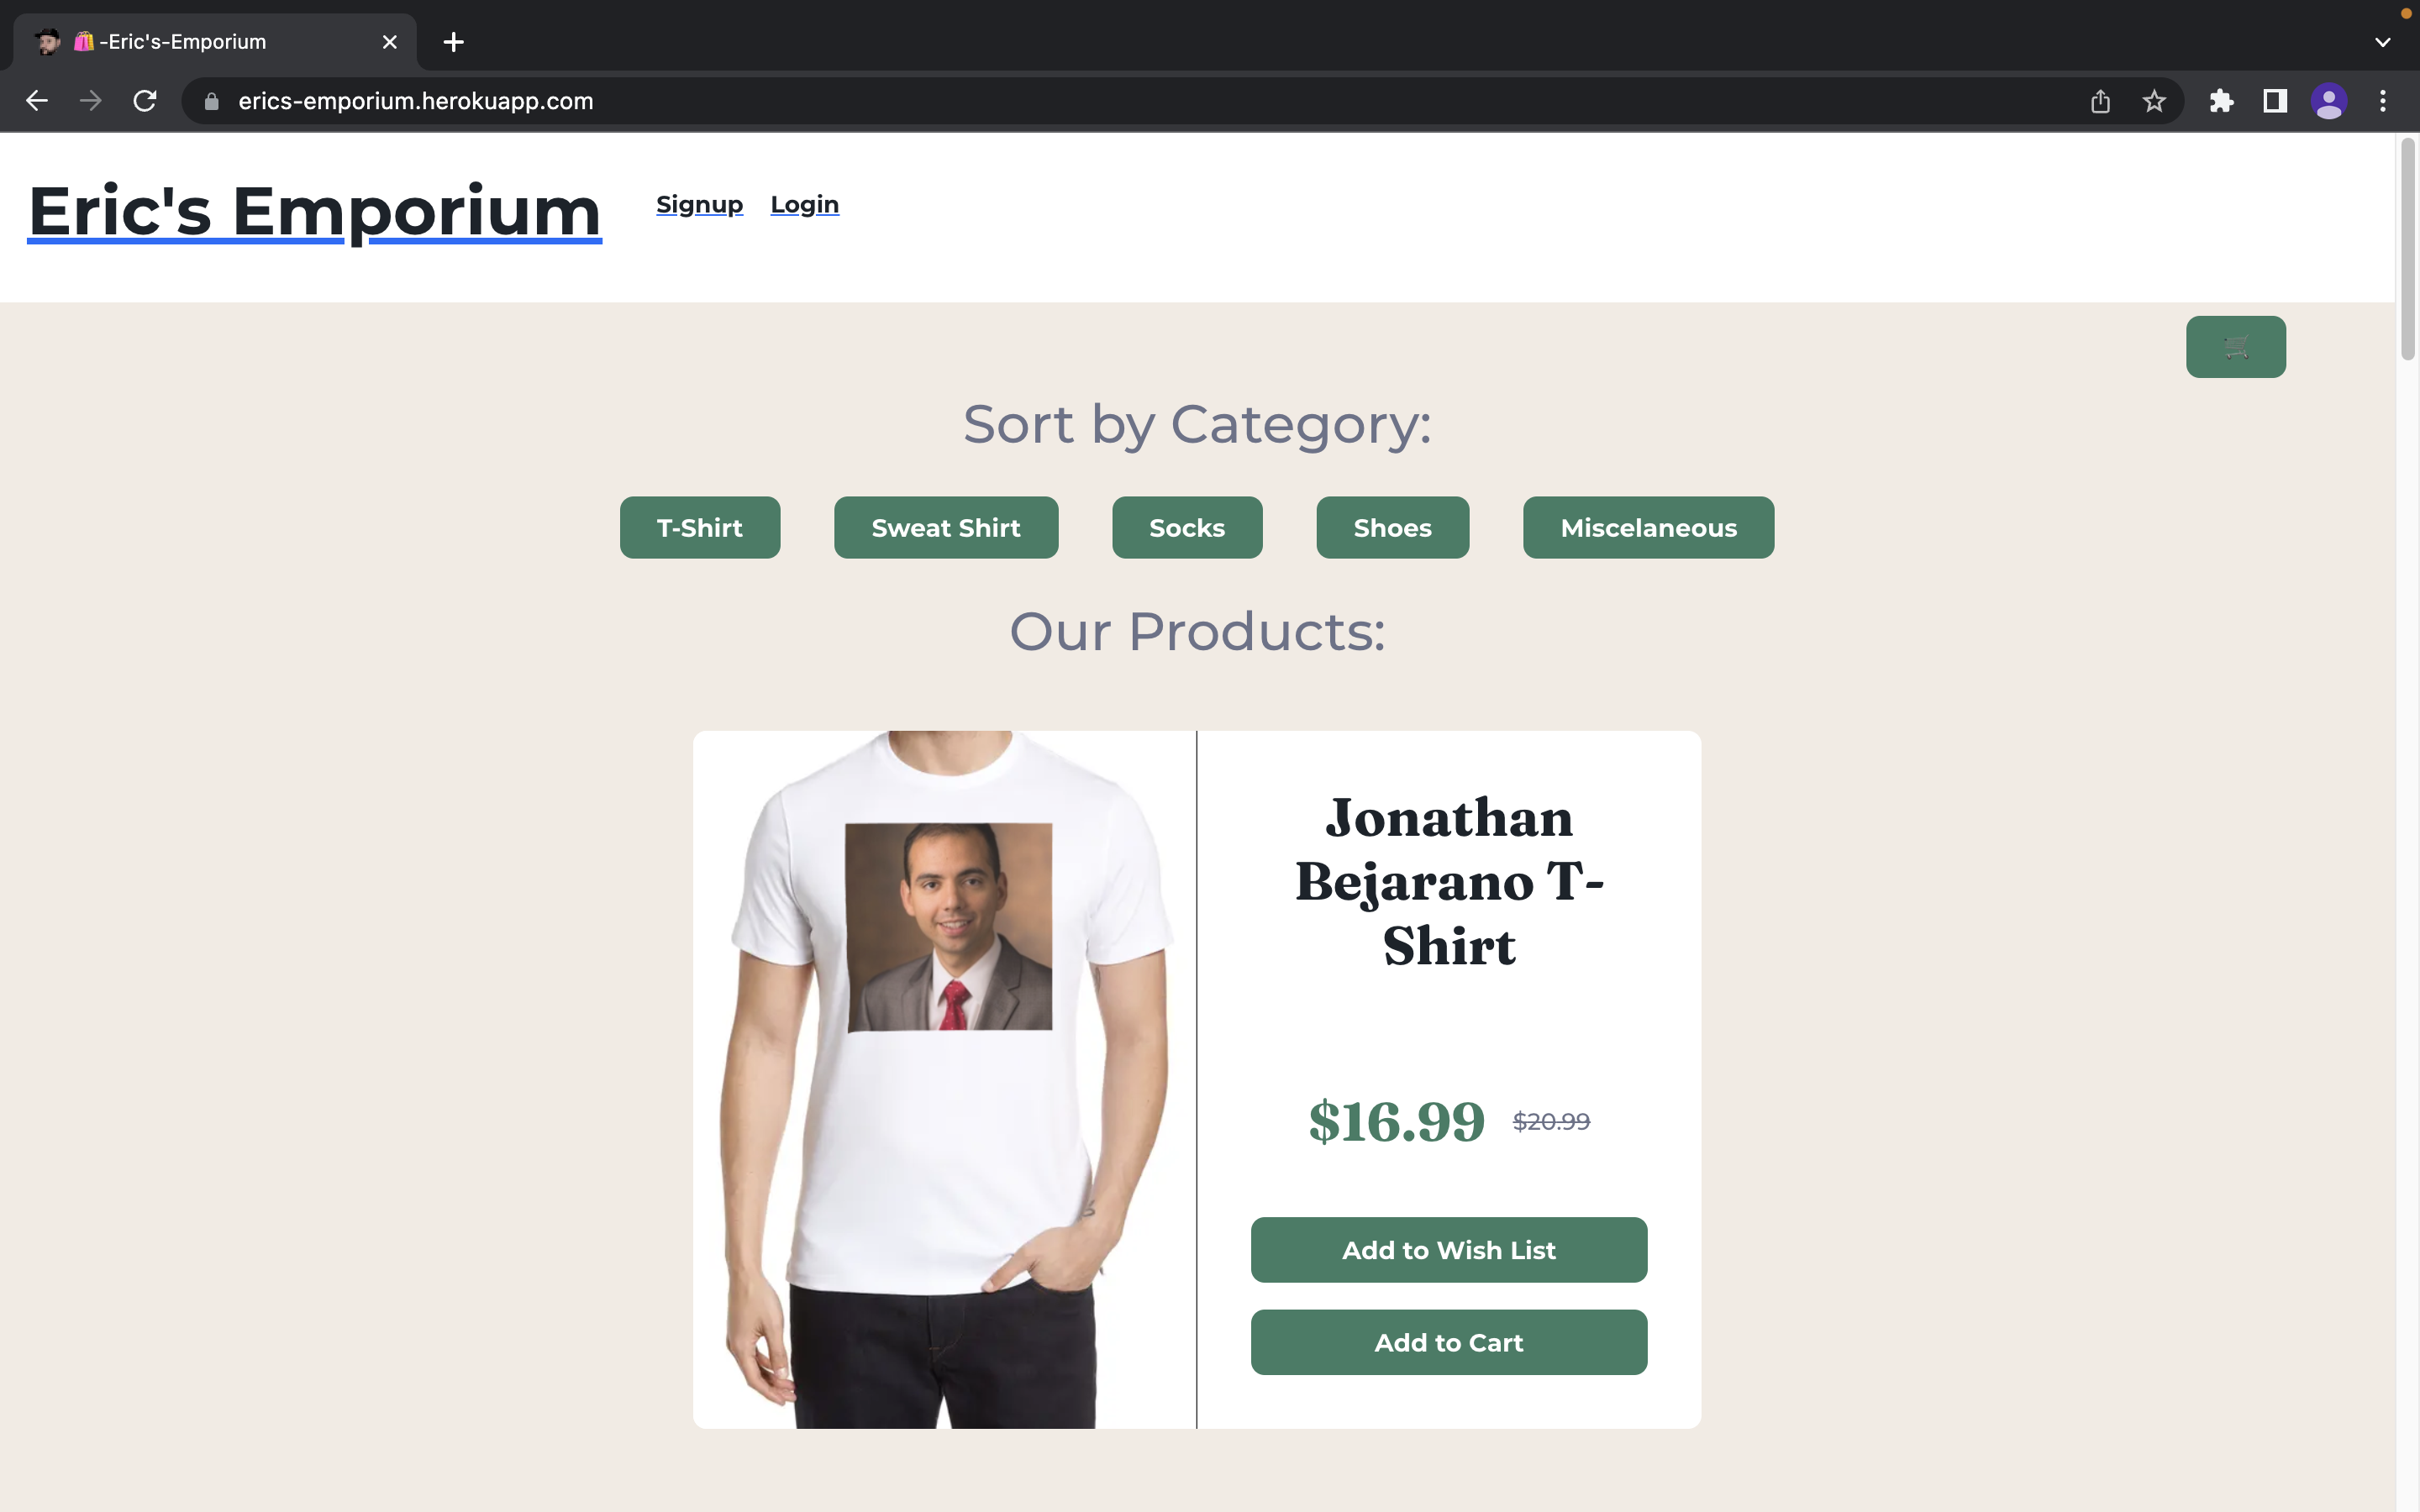 -Eric's-Emporium
erics-emporium.herokuapp.com
Eric's Emporium
Signup Login
Sort by Category:
T-Shirt Sweat Shirt Socks Shoes Miscelaneous
Our Products:
Jonathan
Bejarano T-
Shirt
$16.99 $20.99
Add to Wish List
Add to Cart